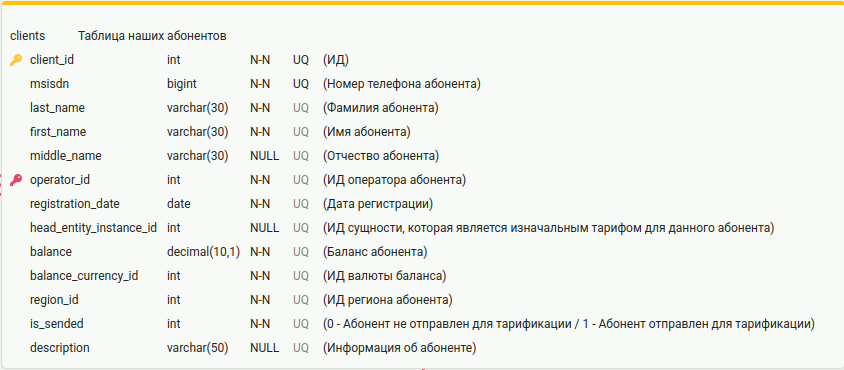 clients Таблица наших абонентов
client_id int N-N UQ (ИД)
msisdn bigint N-N UQ (Номер телефона абонента)
last_name varchar(30) N-N UQ (Фамилия абонента)
first_name varchar(30) N-N UQ (Имя абонента)
middle_name varchar(30) NULL UQ (Отчество абонента)
operator_id int N-N UQ (ИД оператора абонента)
registration_date date N-N UQ (Дата регистрации)
head_entity_instance_id int NULL UQ (ИД сущности, которая является изначальным тарифом для данного абонента)
balance decimal(10,1) N-N UQ (Баланс абонента)
balance_currency_id int N-N UQ (ИД валюты баланса)
region_id int N-N UQ (ИД региона абонента)
is_sended int N-N UQ (0 - Абонент не отправлен для тарификации / 1 - Абонент отправлен для тарификации)
description varchar(50) NULL UQ (Информация об абоненте)